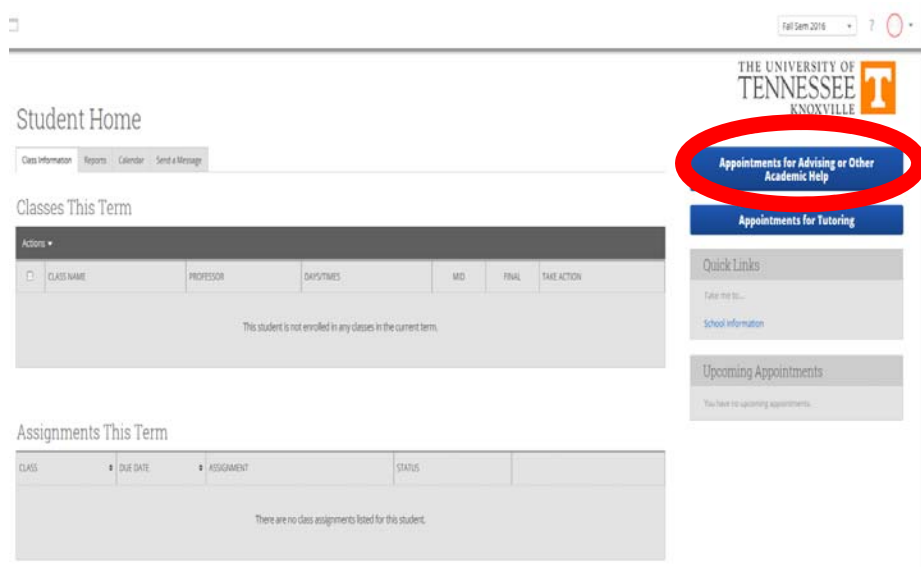 Fall Sem 2016
?
THE UNIVERSITY OF
TENNESSEE
KNOXVILLE
T
Student Home
Class Information Reports Calendar Send a Message
Appointments for Advising or Other
Academic Help
Appointments for Tutoring
Classes This Term
Actions
CLASS NAME PROFESSOR DAYS/TIMES MID FINAL TAKE ACTION
This student is not enrolled in any classes in the current term.
Quick Links
Take me to...
School Information
Upcoming Appointments
You have no upcoming appointments.
Assignments This Term
CLASS DUE DATE ASSIGNMENT STATUS
There are no class assignments listed for this student.